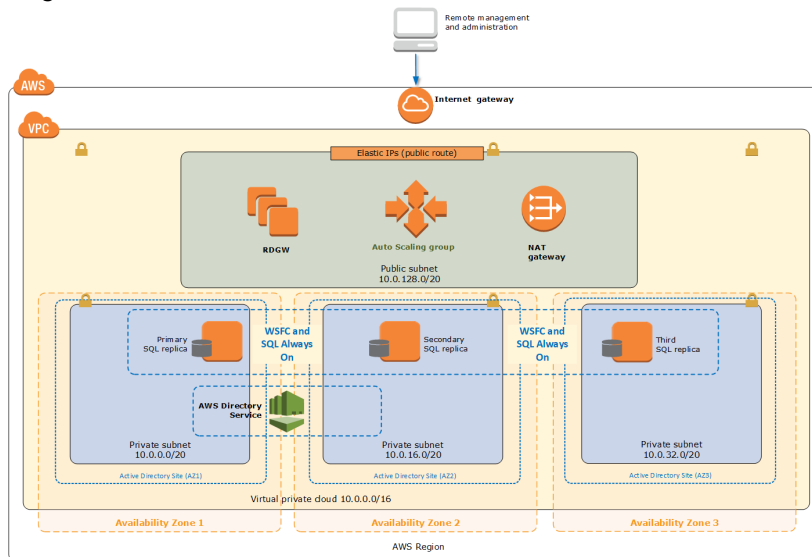 Remote management
and administration
AWS
Internet gateway
VPC
Elastic IPs (public route)
RDGW
Auto Scaling group
NAT
gateway
Public subnet
10.0.128.0/20
Primary
SQL replica
WSFC and
SQL Always
On
Secondary
SQL replica
WSFC and
SQL Always
On
Third
SQL replica
AWS Directory
Service
Private subnet
10.0.0.0/20
Private subnet
10.0.16.0/20
Private subnet
10.0.32.0/20
Active Directory Site (AZ1)
Active Directory Site (AZ2)
Active Directory Site (AZ3)
Virtual private cloud 10.0.0.0/16
Availability Zone 1
Availability Zone 2
Availability Zone 3
AWS Region